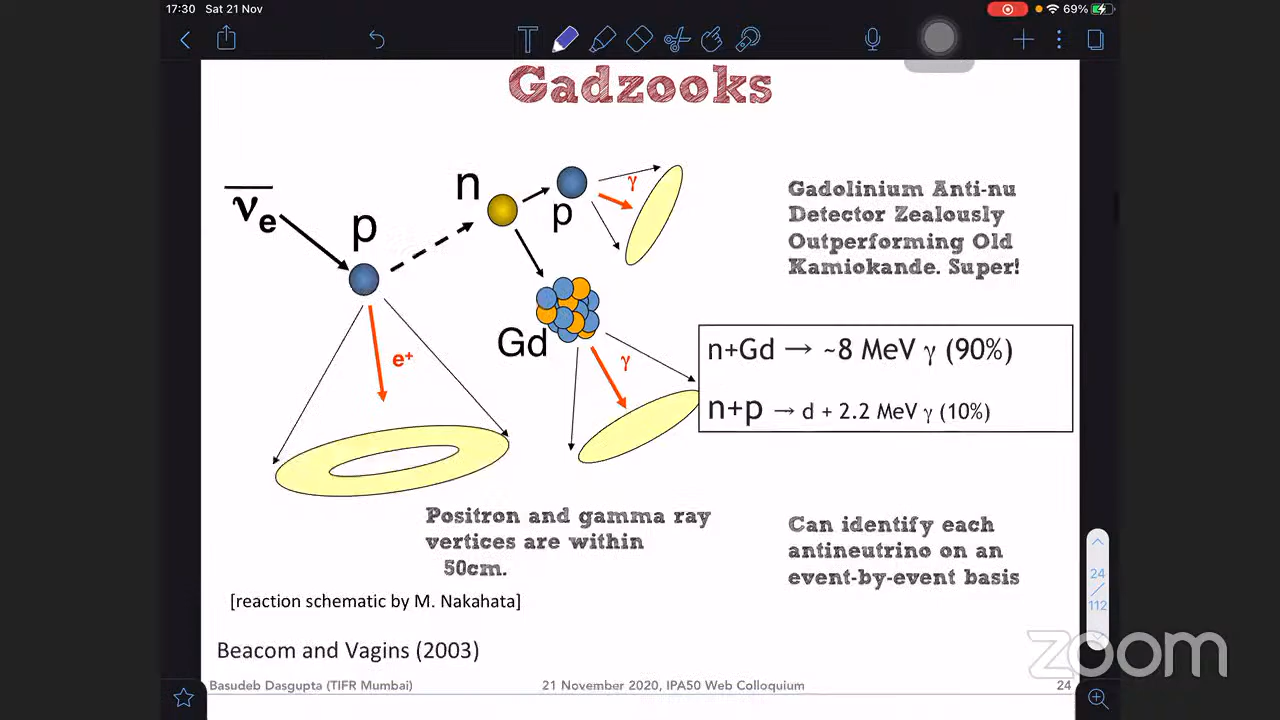 17:30 Sat 21 Nov
69%
Gadzooks
ν̅e
p
n
p
γ
Gd
γ
e+
Gadolinium Anti-nu
Detector Zealously
Outperforming Old
Kamiokande. Super!
n+Gd → ~8 MeV γ (90%)
n+p → d + 2.2 MeV γ (10%)
Positron and gamma ray
vertices are within
50cm.
Can identify each
antineutrino on an
event-by-event basis
[reaction schematic by M. Nakahata]
Beacom and Vagins (2003)
Basudeb Dasgupta (TIFR Mumbai)
21 November 2020, IPA50 Web Colloquium
24
24
/
112
zoom